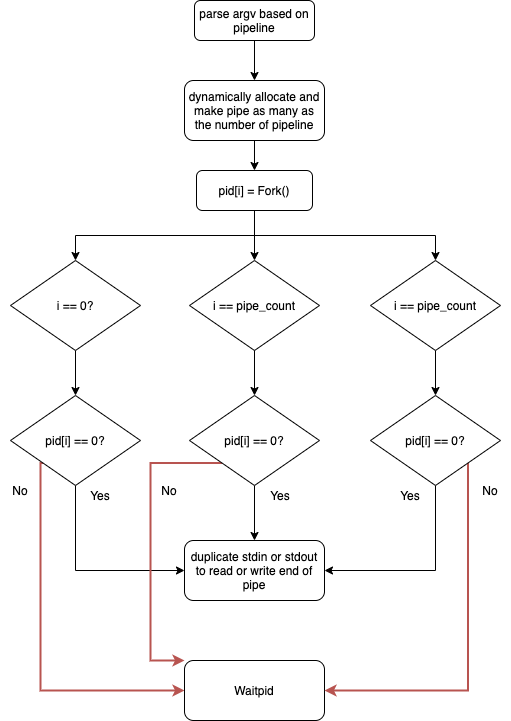 parse argv based on
pipeline
dynamically allocate and
make pipe as many as
the number of pipeline
pid[i] = Fork()
i == 0?
i == pipe_count
i == pipe_count
pid[i] == 0?
pid[i] == 0?
pid[i] == 0?
No
Yes
No
Yes
Yes
No
duplicate stdin or stdout
to read or write end of
pipe
Waitpid